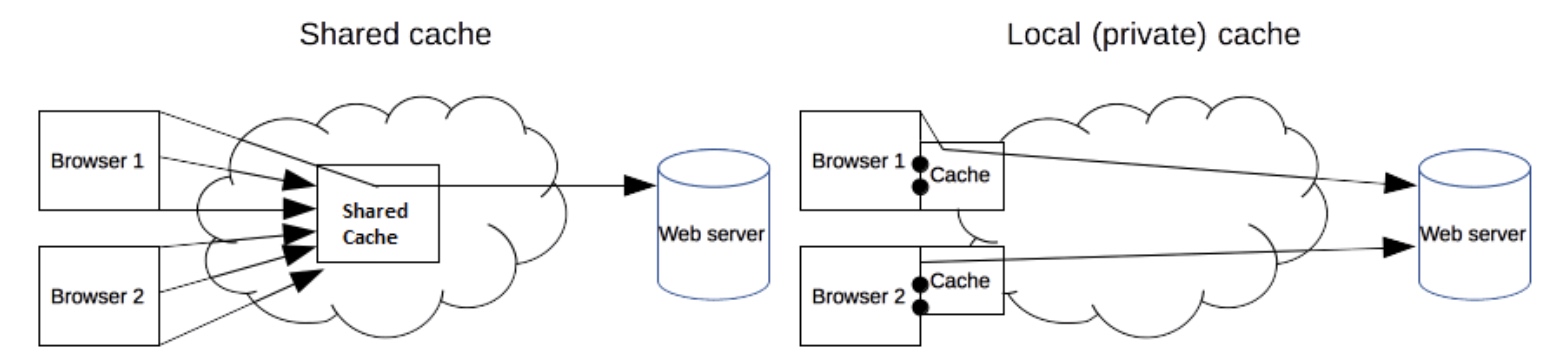 Shared cache
Browser 1
Shared
Cache
Web server
Browser 2
Local (private) cache
Browser 1
Cache
Web server
Browser 2
Cache